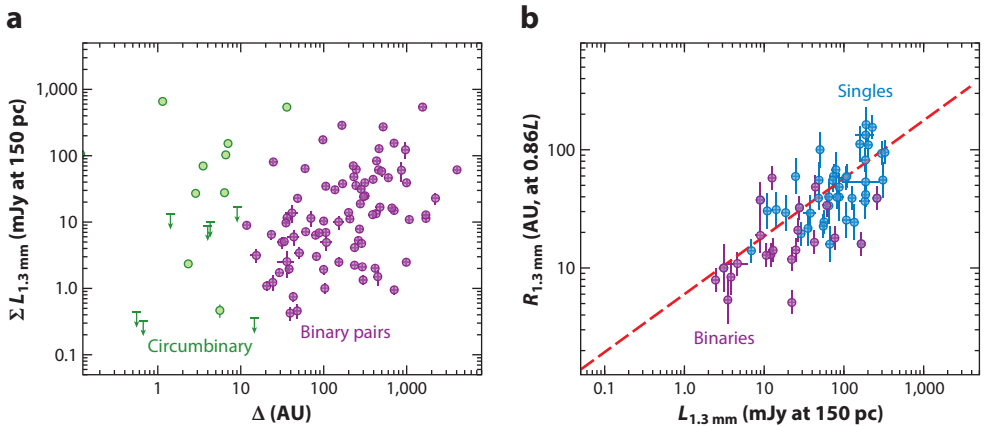 a
Σ L1.3 mm (mJy at 150 pc)
1,000
100
10
1.0
0.1
Circumbinary
Binary pairs
1
10
100
1,000
Δ (AU)
b
R1.3 mm (AU, at 0.86L)
100
10
Singles
Binaries
0.1
1.0
10
100
1,000
L1.3 mm (mJy at 150 pc)